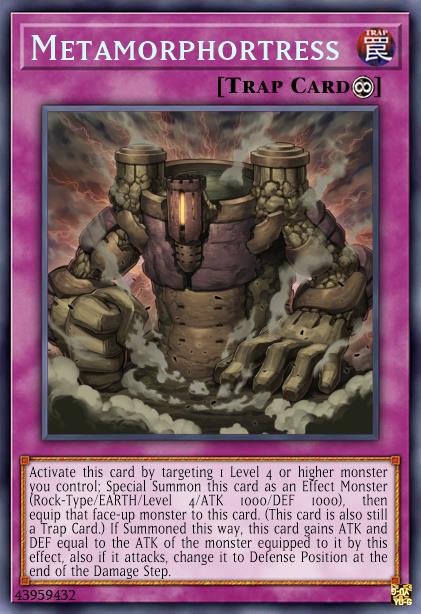 METAMORPHORTRESS
TRAP
罠
[TRAP CARD♾]
Activate this card by targeting 1 Level 4 or higher monster
you control; Special Summon this card as an Effect Monster
(Rock-Type/EARTH/Level 4/ATK 1000/DEF 1000), then
equip that face-up monster to this card. (This card is also still
a Trap Card.) If Summoned this way, this card gains ATK and
DEF equal to the ATK of the monster equipped to it by this
effect, also if it attacks, change it to Defense Position at the
end of the Damage Step.
43959432